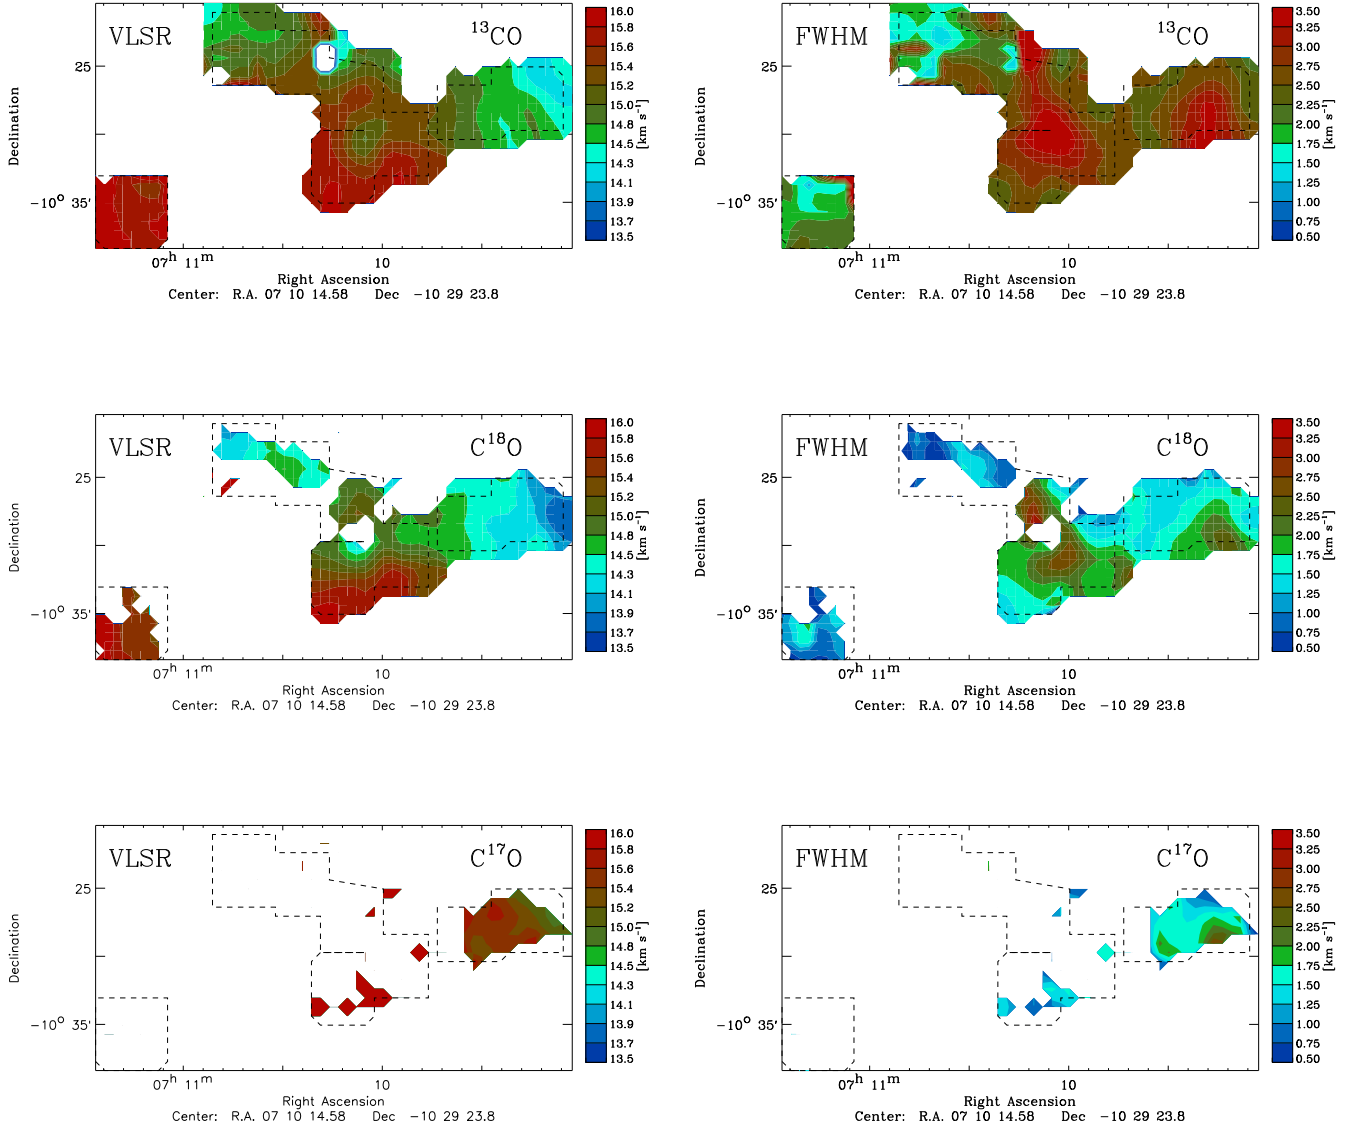 VLSR
¹³CO
25
-10° 35'
07ʰ 11ᵐ
10
Declination
Right Ascension
Center: R.A. 07 10 14.58 Dec -10 29 23.8
16.0
15.8
15.6
15.4
15.2
15.0
14.8
14.5
14.3
14.1
13.9
13.7
13.5
[km s⁻¹]
FWHM
¹³CO
25
-10° 35'
07ʰ 11ᵐ
10
Declination
Right Ascension
Center: R.A. 07 10 14.58 Dec -10 29 23.8
3.50
3.25
3.00
2.75
2.50
2.25
2.00
1.75
1.50
1.25
1.00
0.75
0.50
[km s⁻¹]
VLSR
C¹⁸O
25
-10° 35'
07ʰ 11ᵐ
10
Declination
Right Ascension
Center: R.A. 07 10 14.58 Dec -10 29 23.8
16.0
15.8
15.6
15.4
15.2
15.0
14.8
14.5
14.3
14.1
13.9
13.7
13.5
[km s⁻¹]
FWHM
C¹⁸O
25
-10° 35'
07ʰ 11ᵐ
10
Declination
Right Ascension
Center: R.A. 07 10 14.58 Dec -10 29 23.8
3.50
3.25
3.00
2.75
2.50
2.25
2.00
1.75
1.50
1.25
1.00
0.75
0.50
[km s⁻¹]
VLSR
C¹⁷O
25
-10° 35'
07ʰ 11ᵐ
10
Declination
Right Ascension
Center: R.A. 07 10 14.58 Dec -10 29 23.8
16.0
15.8
15.6
15.4
15.2
15.0
14.8
14.5
14.3
14.1
13.9
13.7
13.5
[km s⁻¹]
FWHM
C¹⁷O
25
-10° 35'
07ʰ 11ᵐ
10
Declination
Right Ascension
Center: R.A. 07 10 14.58 Dec -10 29 23.8
3.50
3.25
3.00
2.75
2.50
2.25
2.00
1.75
1.50
1.25
1.00
0.75
0.50
[km s⁻¹]